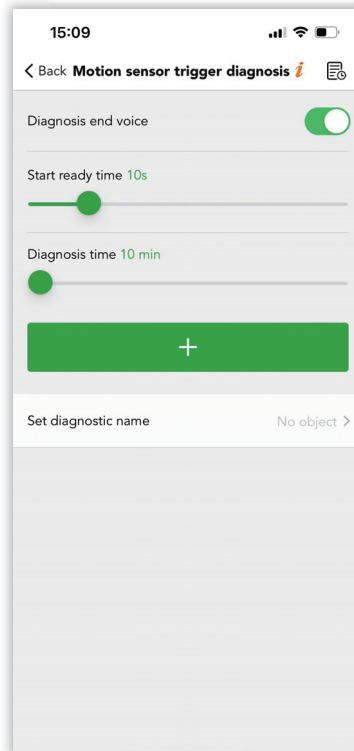 15:09
Back Motion sensor trigger diagnosis i
Diagnosis end voice
Start ready time 10s
Diagnosis time 10 min
+
Set diagnostic name No object